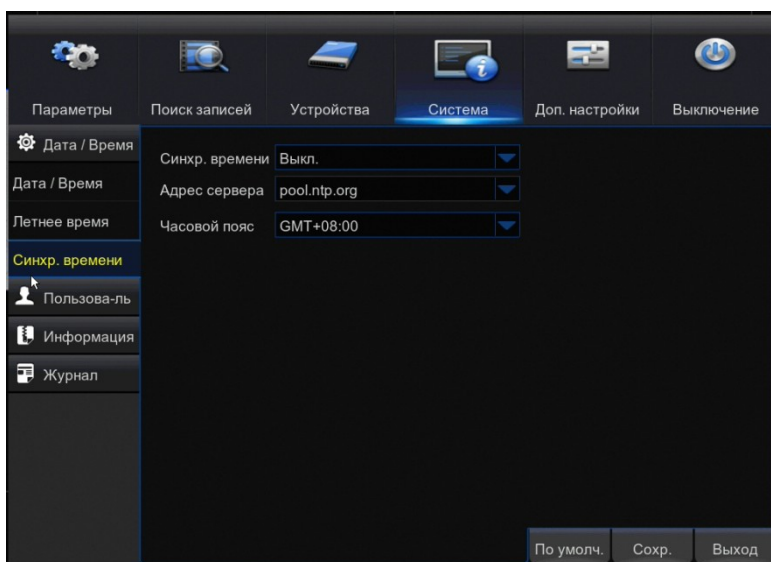 Параметры
Поиск записей
Устройства
Система
Доп. настройки
Выключение
Дата / Время
Дата / Время
Летнее время
Синхр. времени
Пользова-ль
Информация
Журнал
Синхр. времени Выкл.
Адрес сервера pool.ntp.org
Часовой пояс GMT+08:00
По умолч.
Сохр.
Выход